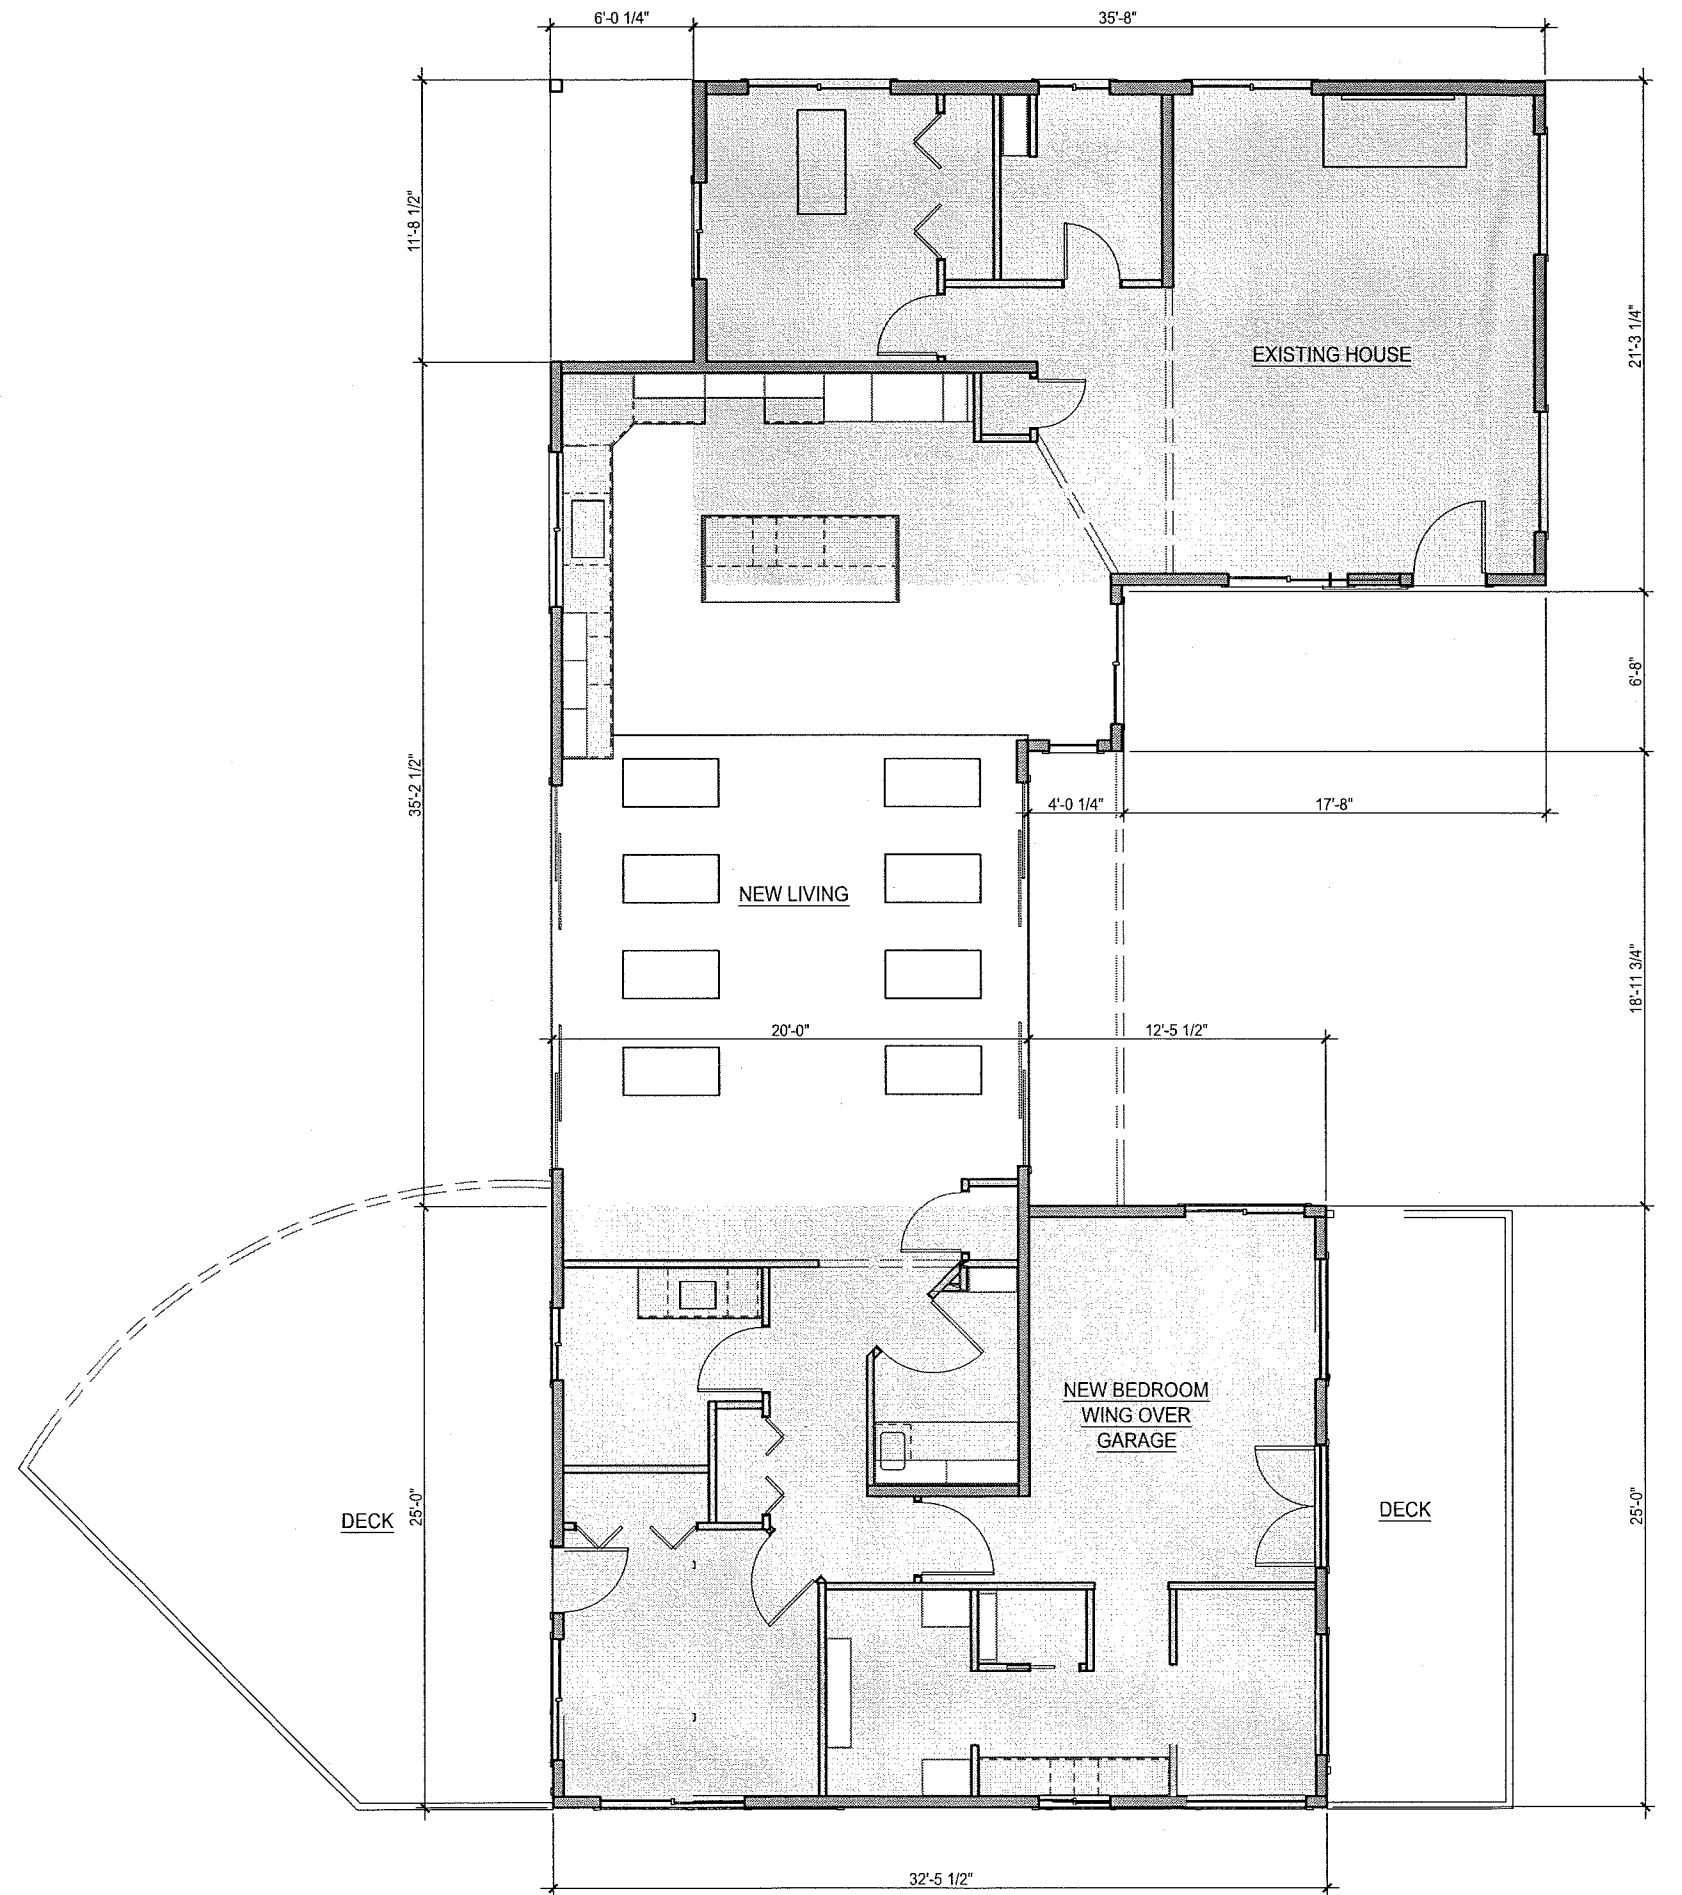 6'-0 1/4"
35'-8"
11'-8 1/2"
21'-3 1/4"
EXISTING HOUSE
6'-8"
35'-2 1/2"
4'-0 1/4"
17'-8"
NEW LIVING
18'-11 3/4"
20'-0"
12'-5 1/2"
NEW BEDROOM
WING OVER
GARAGE
DECK
25'-0"
DECK
25'-0"
32'-5 1/2"